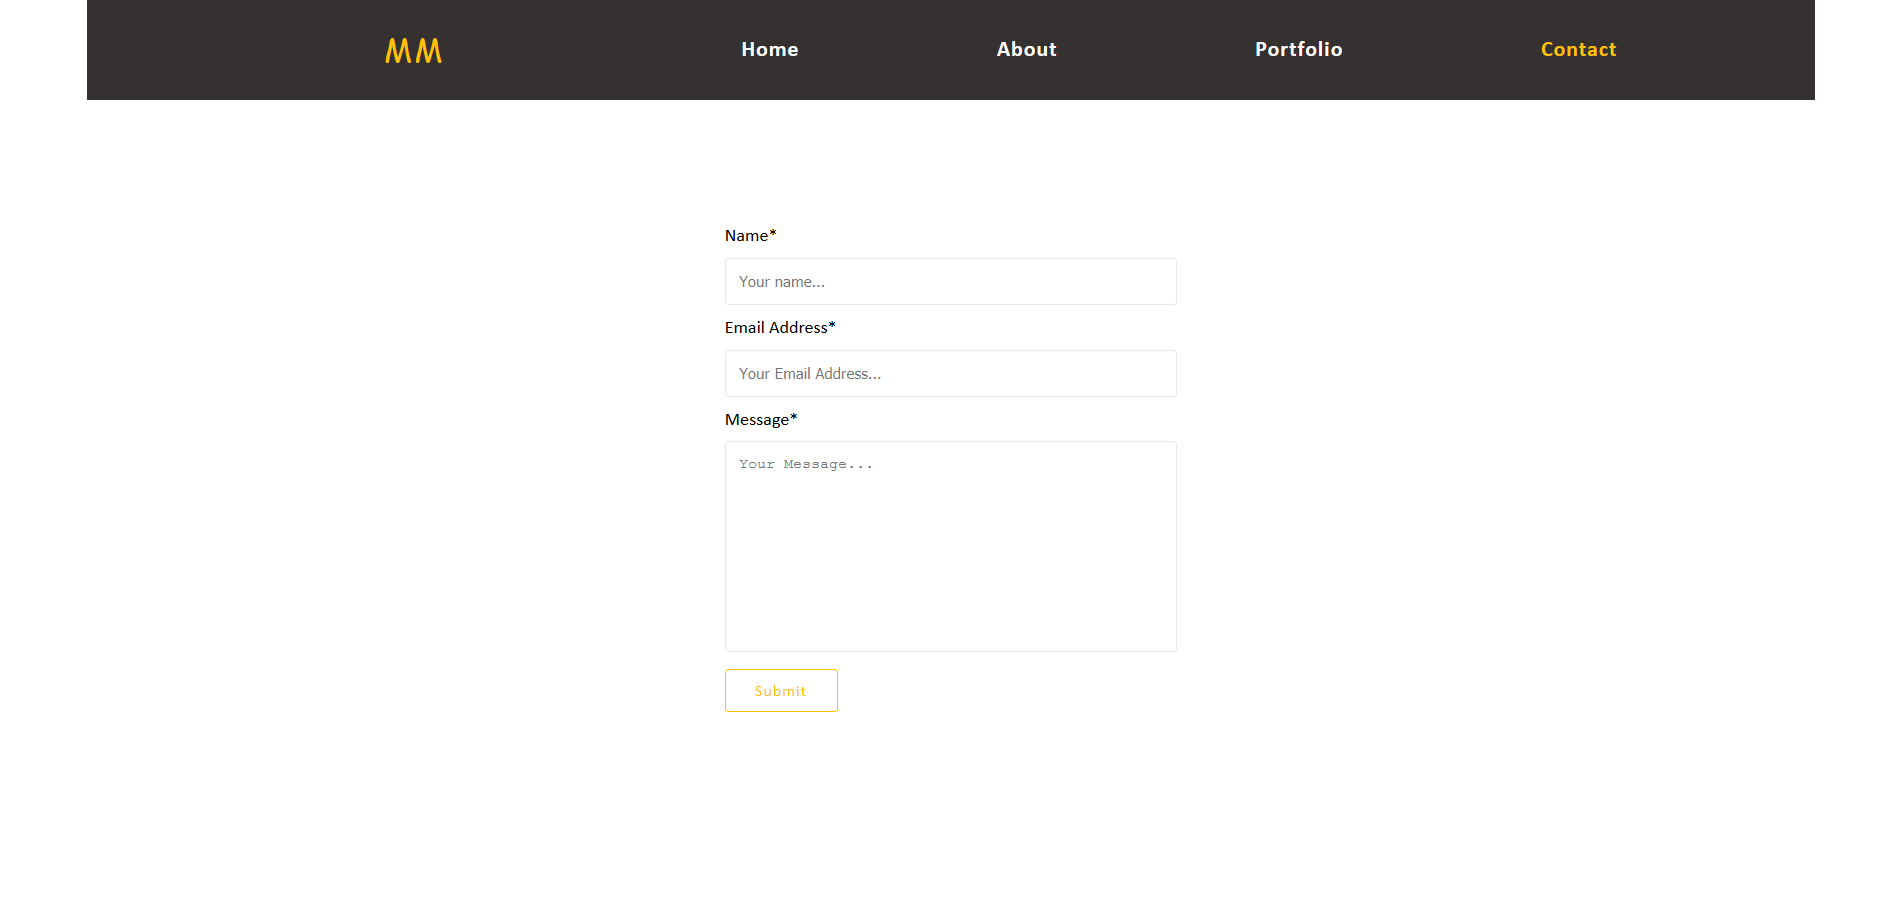 MM Home About Portfolio Contact
Name*
Your name...
Email Address*
Your Email Address...
Message*
Your Message...
Submit